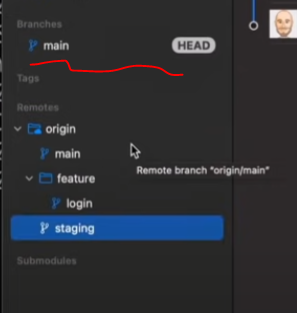 Branches
main HEAD
Tags
Remotes
origin
main
Remote branch "origin/main"
feature
login
staging
Submodules